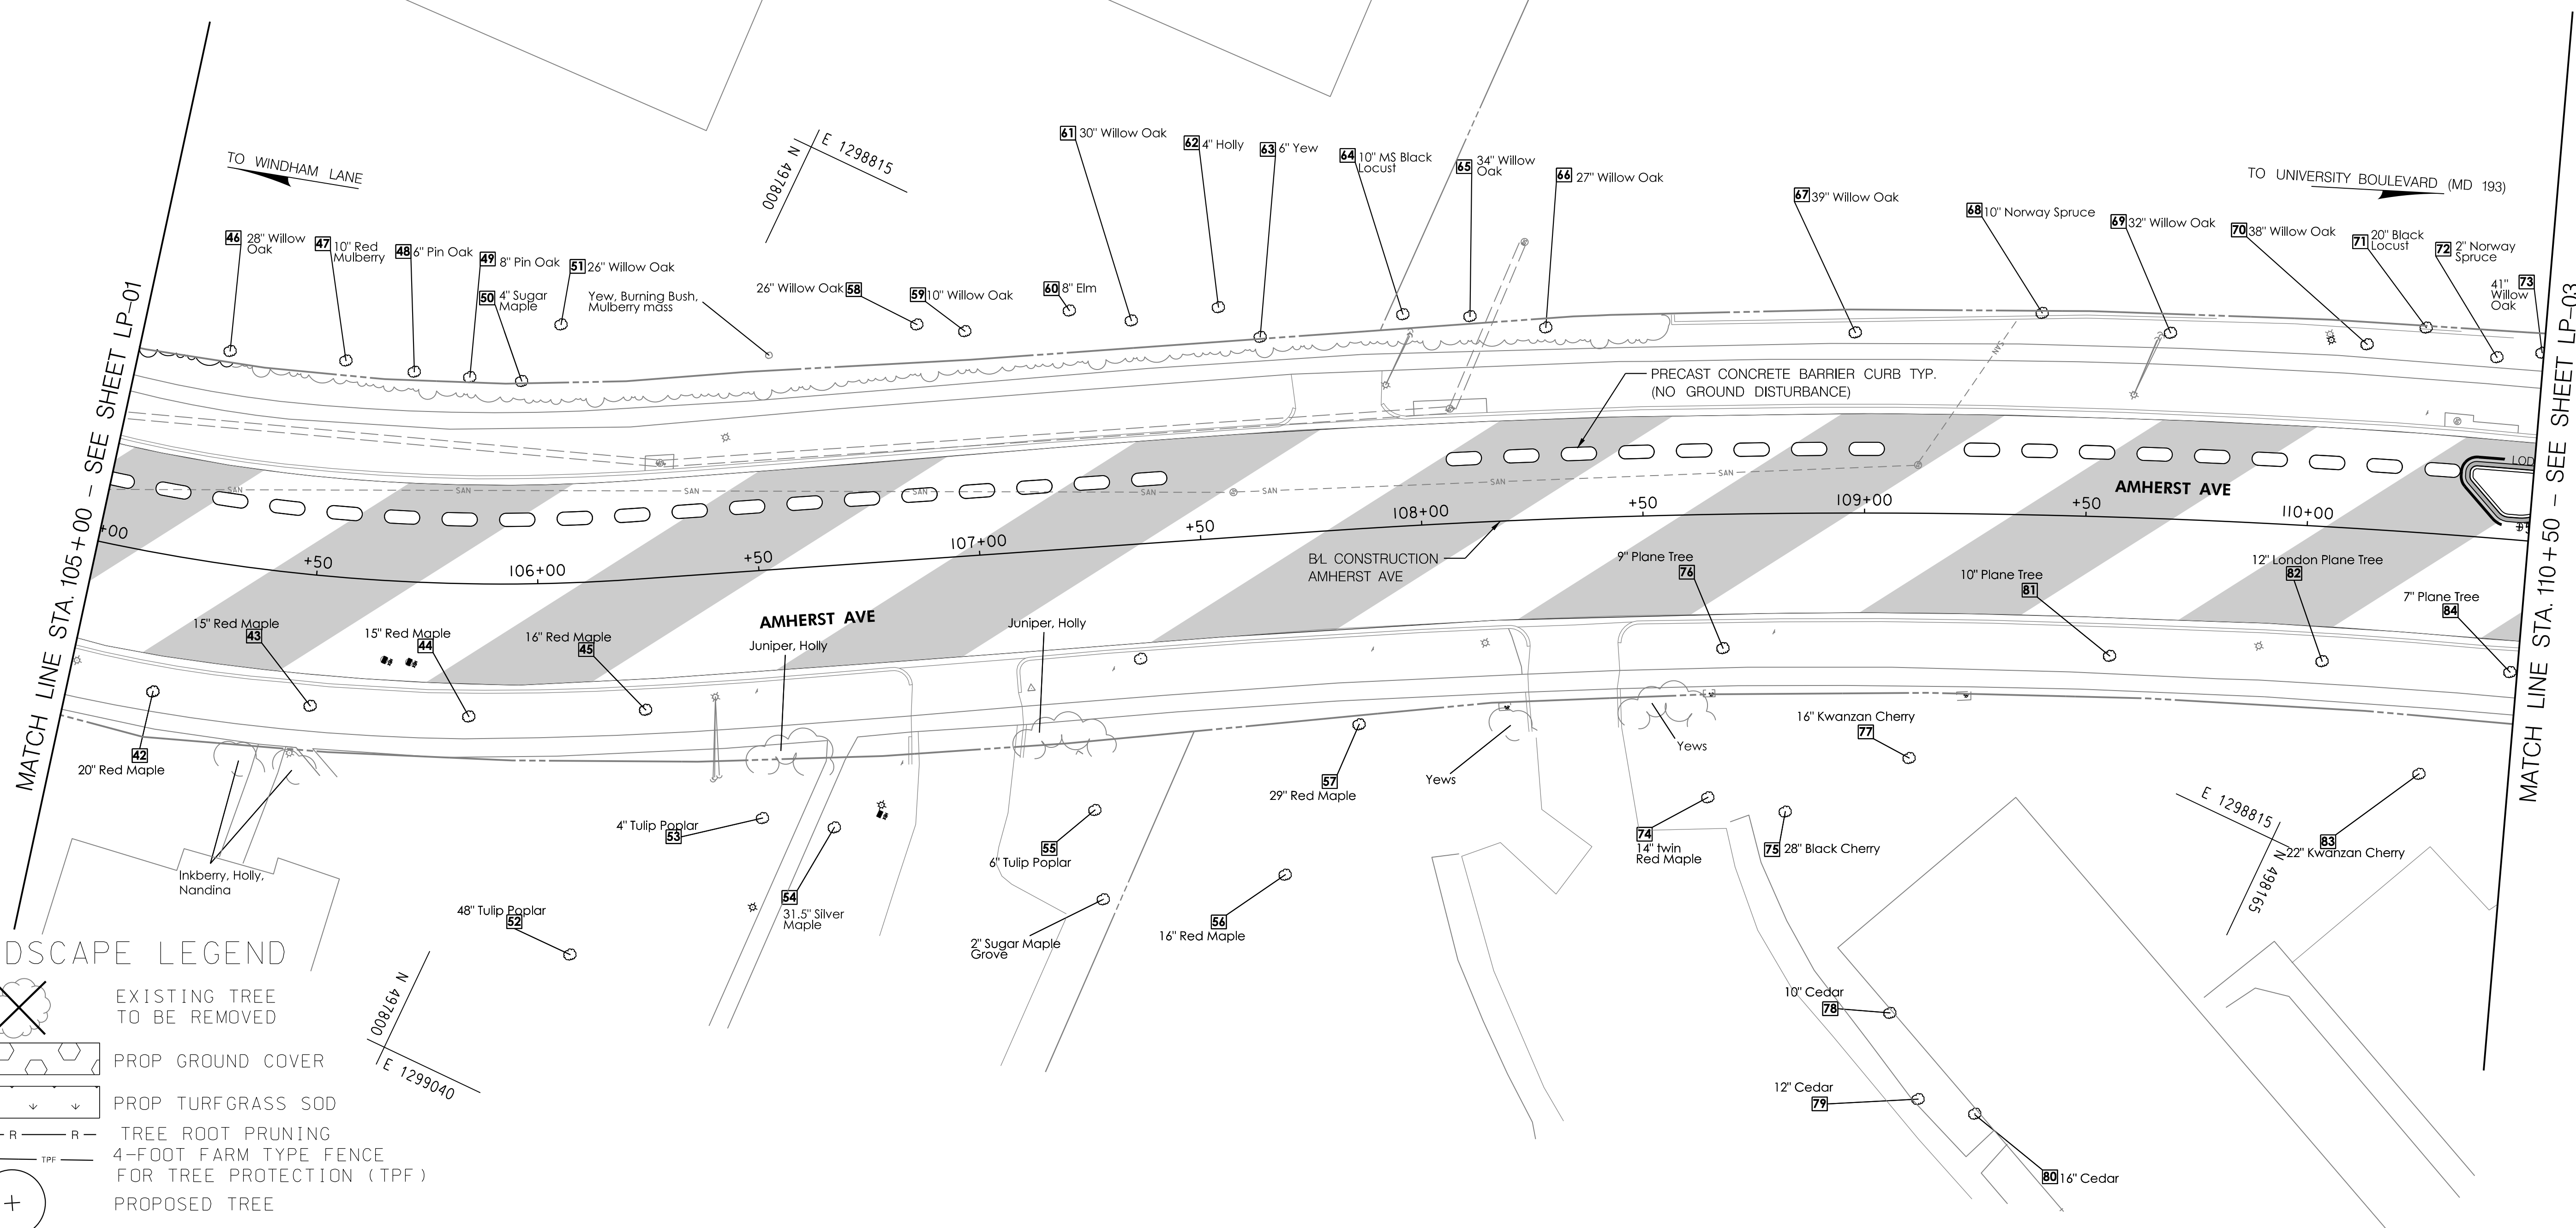 MATCH LINE STA. 105+00 - SEE SHEET LP-01
TO WINDHAM LANE
N 497800
E 1298815
TO UNIVERSITY BOULEVARD (MD 193)
46 28" Willow
Oak
47 10" Red
Mulberry
48 6" Pin Oak
49 8" Pin Oak
50 4" Sugar
Maple
51 26" Willow Oak
Yew, Burning Bush,
Mulberry mass
26" Willow Oak 58
59 10" Willow Oak
60 8" Elm
61 30" Willow Oak
62 4" Holly
63 6" Yew
64 10" MS Black
Locust
65 34" Willow
Oak
66 27" Willow Oak
67 39" Willow Oak
68 10" Norway Spruce
69 32" Willow Oak
70 38" Willow Oak
71 20" Black
Locust
72 2" Norway
Spruce
73
41"
Willow
Oak
MATCH LINE STA. 110+50 - SEE SHEET LP-03
PRECAST CONCRETE BARRIER CURB TYP.
(NO GROUND DISTURBANCE)
SAN
SAN
SAN
SAN
SAN
SAN
SAN
SAN
SAN
LOD
AMHERST AVE
+00
+50
106+00
+50
107+00
+50
108+00
+50
109+00
+50
110+00
B/L CONSTRUCTION
AMHERST AVE
AMHERST AVE
15" Red Maple
43
15" Red Maple
44
16" Red Maple
45
Juniper, Holly
Juniper, Holly
9" Plane Tree
76
10" Plane Tree
81
12" London Plane Tree
82
7" Plane Tree
84
42
20" Red Maple
Inkberry, Holly,
Nandina
4" Tulip Poplar
53
54
31.5" Silver
Maple
48" Tulip Poplar
52
55
6" Tulip Poplar
2" Sugar Maple
Grove
56
16" Red Maple
57
29" Red Maple
Yews
Yews
74
14" twin
Red Maple
75 28" Black Cherry
16" Kwanzan Cherry
77
10" Cedar
78
12" Cedar
79
80 16" Cedar
E 1298815
N 498165
83
22" Kwanzan Cherry
N 497800
E 1299040
DSCAPE LEGEND
EXISTING TREE
TO BE REMOVED
PROP GROUND COVER
PROP TURFGRASS SOD
R R TREE ROOT PRUNING
TPF 4-FOOT FARM TYPE FENCE
FOR TREE PROTECTION (TPF)
PROPOSED TREE